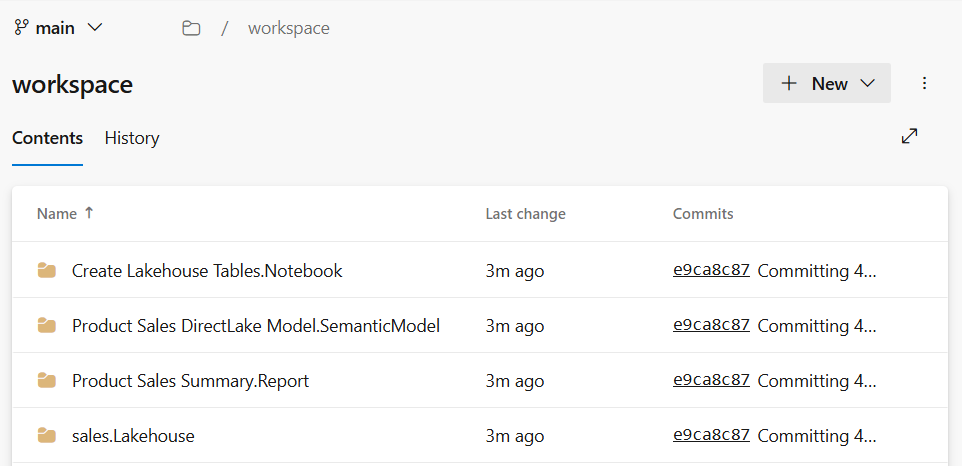 main / workspace
workspace
New
Contents History
Name ↑ Last change Commits
Create Lakehouse Tables.Notebook 3m ago e9ca8c87 Committing 4...
Product Sales DirectLake Model.SemanticModel 3m ago e9ca8c87 Committing 4...
Product Sales Summary.Report 3m ago e9ca8c87 Committing 4...
sales.Lakehouse 3m ago e9ca8c87 Committing 4...